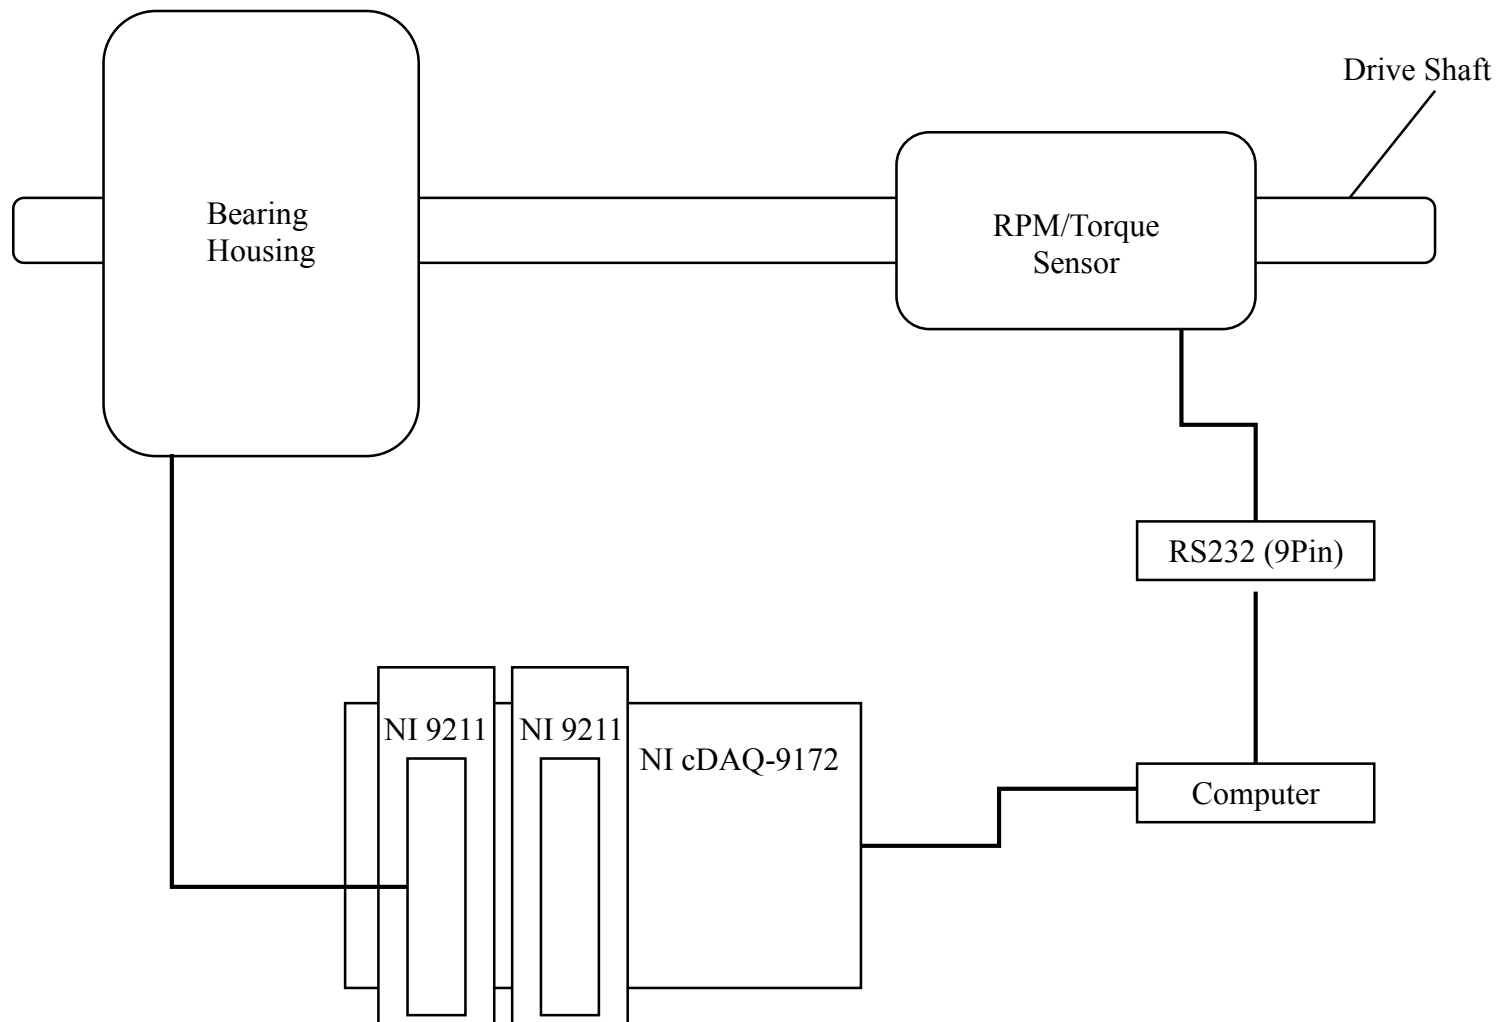 Drive Shaft
Bearing
Housing
RPM/Torque
Sensor
RS232 (9Pin)
NI 9211
NI 9211
NI cDAQ-9172
Computer